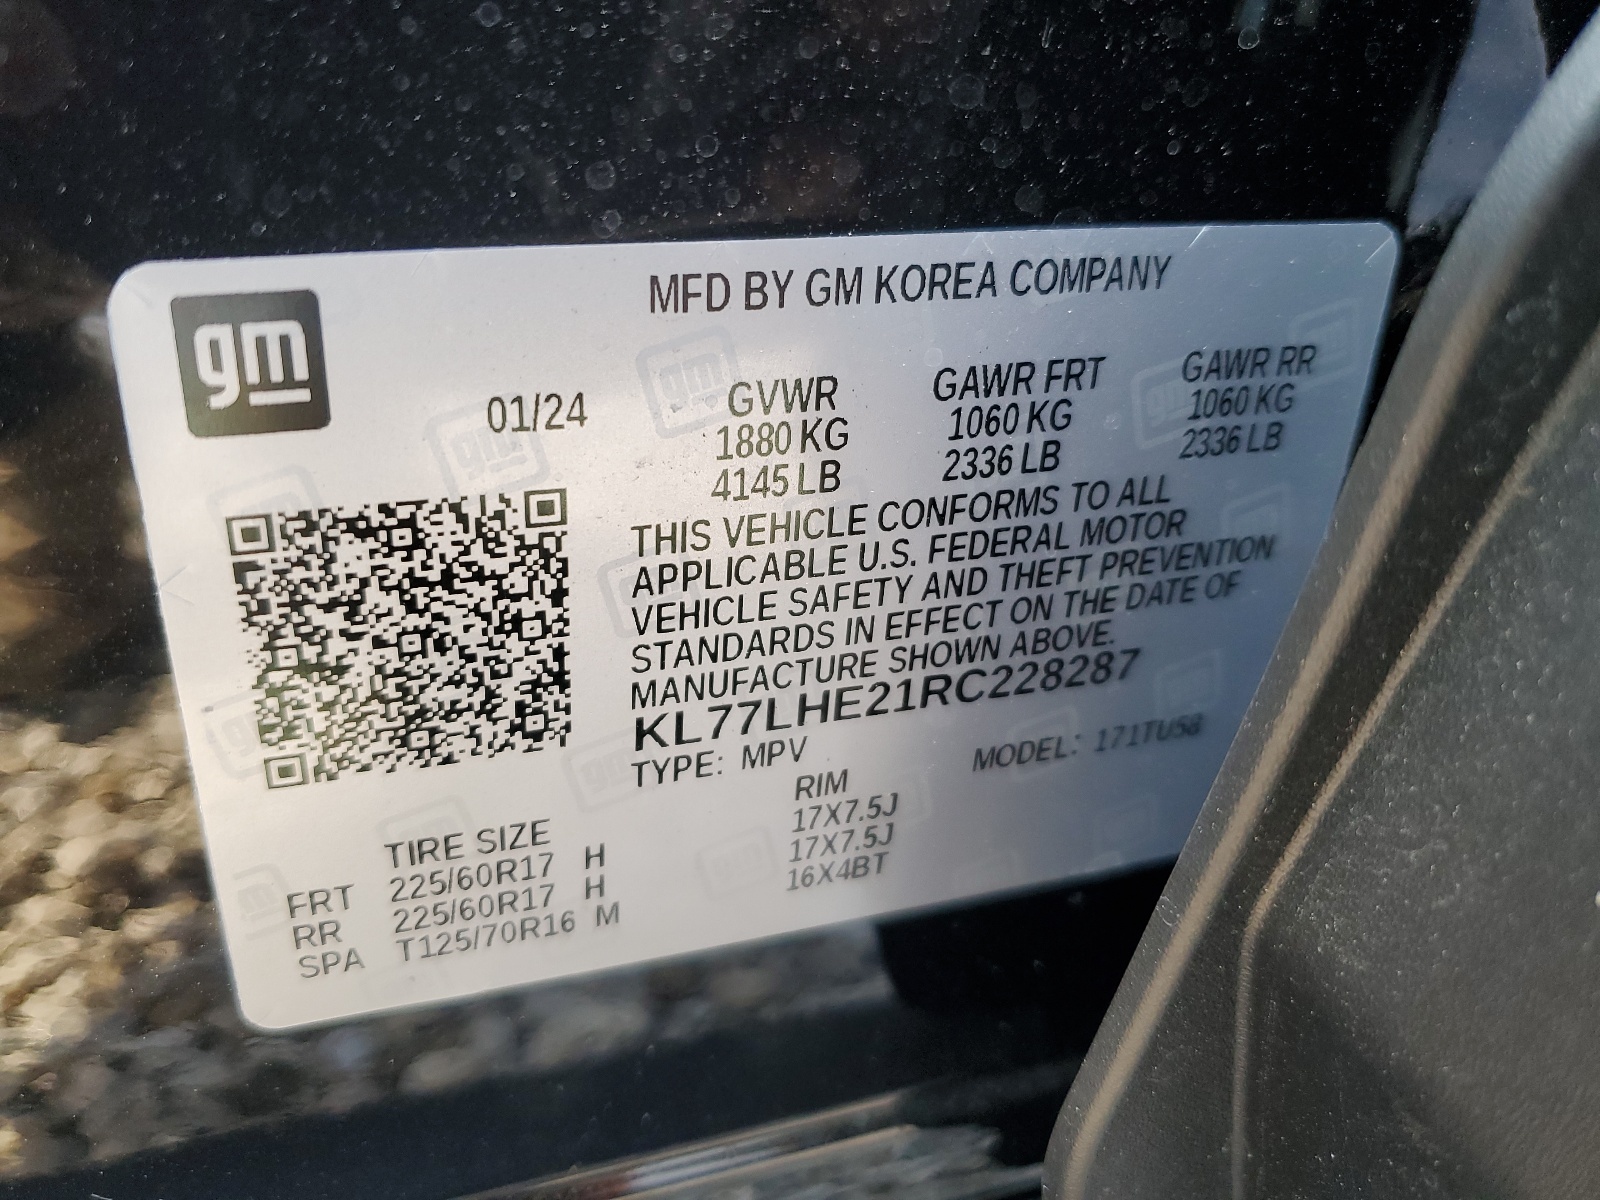 gm
MFD BY GM KOREA COMPANY
01/24
GVWR GAWR FRT GAWR RR
1880 KG 1060 KG 1060 KG
4145 LB 2336 LB 2336 LB
THIS VEHICLE CONFORMS TO ALL
APPLICABLE U.S. FEDERAL MOTOR
VEHICLE SAFETY AND THEFT PREVENTION
STANDARDS IN EFFECT ON THE DATE OF
MANUFACTURE SHOWN ABOVE.
KL77LHE21RC228287
TYPE: MPV MODEL: 171TU58
TIRE SIZE RIM
FRT 225/60R17 H 17X7.5J
RR 225/60R17 H 17X7.5J
SPA T125/70R16 M 16X4BT